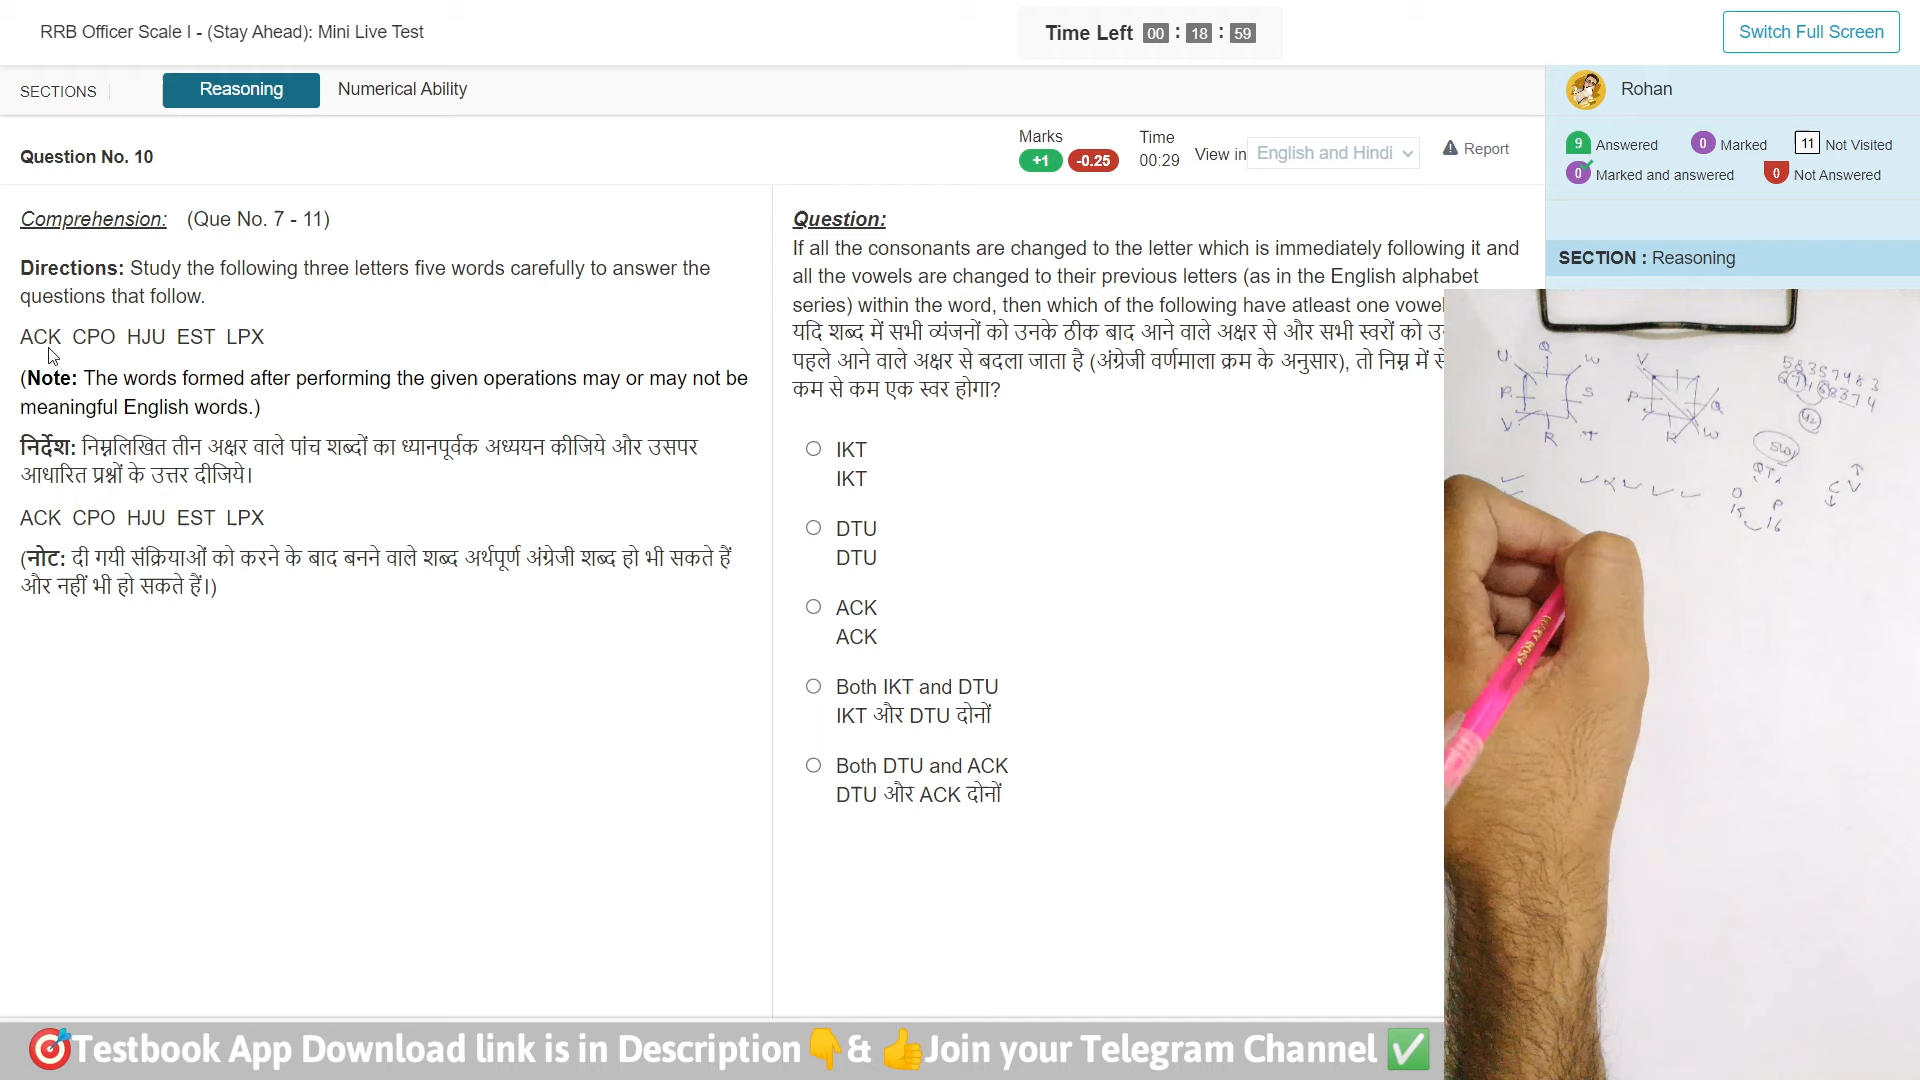 RRB Officer Scale I - (Stay Ahead): Mini Live Test
Time Left 00 : 18 : 59
Switch Full Screen
SECTIONS
Reasoning
Numerical Ability
Rohan
Question No. 10
Marks
+1 -0.25
Time
00:29
View in English and Hindi
Report
9 Answered
0 Marked
11 Not Visited
0 Marked and answered
0 Not Answered
SECTION : Reasoning
Comprehension: (Que No. 7 - 11)
Directions: Study the following three letters five words carefully to answer the
questions that follow.
ACK CPO HJU EST LPX
(Note: The words formed after performing the given operations may or may not be
meaningful English words.)
निर्देश: निम्नलिखित तीन अक्षर वाले पांच शब्दों का ध्यानपूर्वक अध्ययन कीजिये और उसपर
आधारित प्रश्नों के उत्तर दीजिये।
ACK CPO HJU EST LPX
(नोट: दी गयी संक्रियाओं को करने के बाद बनने वाले शब्द अर्थपूर्ण अंग्रेजी शब्द हो भी सकते हैं
और नहीं भी हो सकते हैं।)
Question:
If all the consonants are changed to the letter which is immediately following it and
all the vowels are changed to their previous letters (as in the English alphabet
series) within the word, then which of the following have atleast one vowel
यदि शब्द में सभी व्यंजनों को उनके ठीक बाद आने वाले अक्षर से और सभी स्वरों को
पहले आने वाले अक्षर से बदला जाता है (अंग्रेजी वर्णमाला क्रम के अनुसार), तो निम्न में से
कम से कम एक स्वर होगा?
IKT
IKT
DTU
DTU
ACK
ACK
Both IKT and DTU
IKT और DTU दोनों
Both DTU and ACK
DTU और ACK दोनों
U Q W
P S
V R
V
P Q
R W
58357483
42
O P
15 16
C V
Testbook App Download link is in Description & Join your Telegram Channel